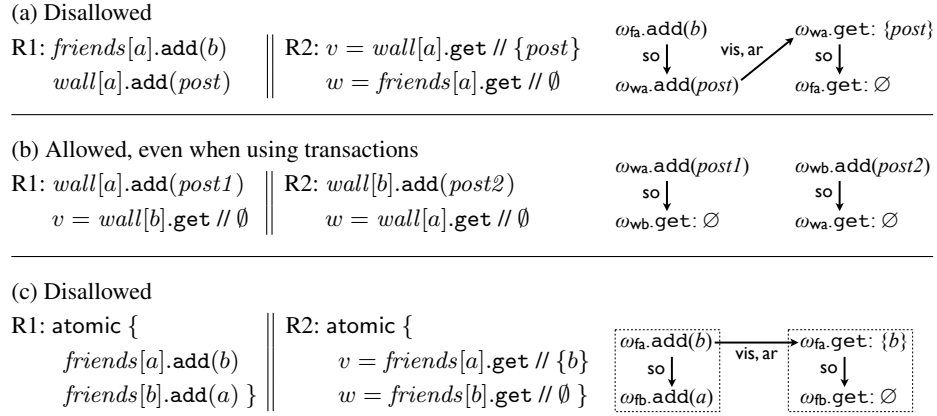 (a) Disallowed
R1: friends[a].add(b) || R2: v = wall[a].get // {post}
wall[a].add(post) w = friends[a].get // ∅
ω_fa.add(b) ω_wa.get: {post}
so vis, ar so
ω_wa.add(post) ω_fa.get: ∅
(b) Allowed, even when using transactions
R1: wall[a].add(post1) || R2: wall[b].add(post2)
v = wall[b].get // ∅ w = wall[a].get // ∅
ω_wa.add(post1) ω_wb.add(post2)
so so
ω_wb.get: ∅ ω_wa.get: ∅
(c) Disallowed
R1: atomic { || R2: atomic {
friends[a].add(b) v = friends[a].get // {b}
friends[b].add(a) } w = friends[b].get // ∅ }
ω_fa.add(b) ω_fa.get: {b}
so vis, ar so
ω_fb.add(a) ω_fb.get: ∅